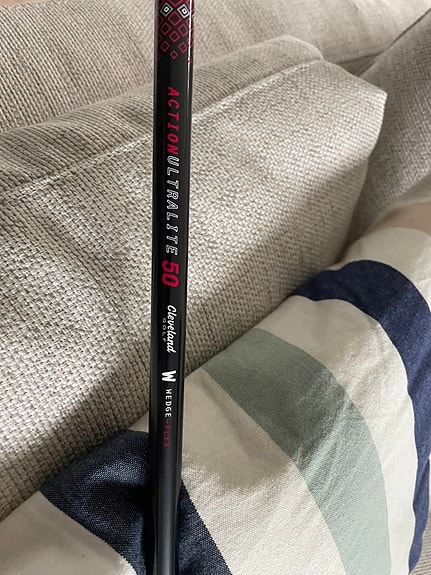 ACTIONULTRALITE 50
Cleveland
GOLF
W
WEDGE-FLEX